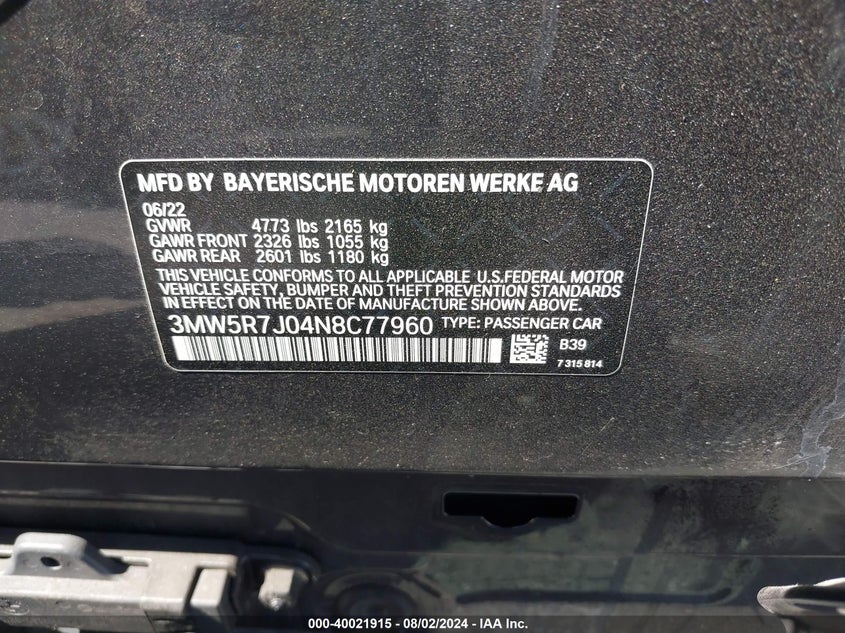 MFD BY BAYERISCHE MOTOREN WERKE AG
06/22
GVWR 4773 lbs 2165 kg
GAWR FRONT 2326 lbs 1055 kg
GAWR REAR 2601 lbs 1180 kg
THIS VEHICLE CONFORMS TO ALL APPLICABLE U.S.FEDERAL MOTOR
VEHICLE SAFETY, BUMPER AND THEFT PREVENTION STANDARDS
IN EFFECT ON THE DATE OF MANUFACTURE SHOWN ABOVE.
3MW5R7J04N8C77960 TYPE: PASSENGER CAR
B39
7 315 814
000-40021915 - 08/02/2024 - IAA Inc.